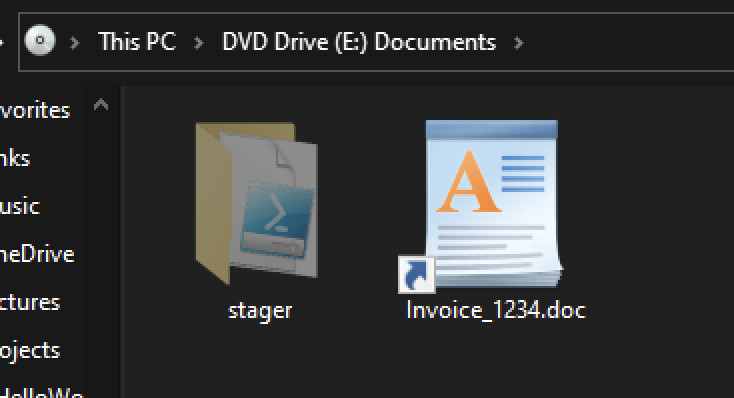 This PC
DVD Drive (E:) Documents
vorites
nks
usic
neDrive
ctures
ojects
HelloWo
stager
Invoice_1234.doc